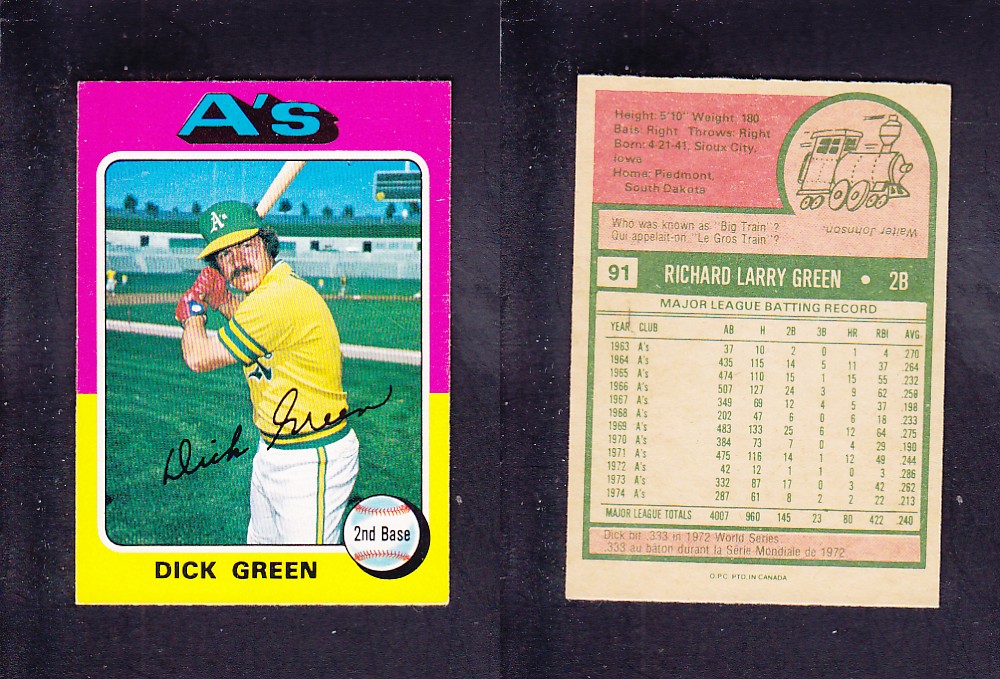 A's
A's
Dick Green
2nd Base
DICK GREEN
Height: 5'10" Weight: 180
Bats: Right Throws: Right
Born: 4-21-41, Sioux City,
Iowa
Home: Piedmont,
South Dakota
Who was known as "Big Train"?
Qui appelait-on "Le Gros Train"?
Walter Johnson.
91 RICHARD LARRY GREEN • 2B
MAJOR LEAGUE BATTING RECORD
YEAR CLUB AB H 2B 3B HR RBI AVG.
1963 A's 37 10 2 0 1 4 .270
1964 A's 435 115 14 5 11 37 .264
1965 A's 474 110 15 1 15 55 .232
1966 A's 507 127 24 3 9 62 .250
1967 A's 349 69 12 4 5 37 .198
1968 A's 202 47 6 0 6 18 .233
1969 A's 483 133 25 6 12 64 .275
1970 A's 384 73 7 0 4 29 .190
1971 A's 475 116 14 1 12 49 .244
1972 A's 42 12 1 1 0 3 .286
1973 A's 332 87 17 0 3 42 .262
1974 A's 287 61 8 2 2 22 .213
MAJOR LEAGUE TOTALS 4007 960 145 23 80 422 .240
Dick bit .333 in 1972 World Series.
.333 au bâton durant la Série Mondiale de 1972.
O.P.C. PTD. IN CANADA